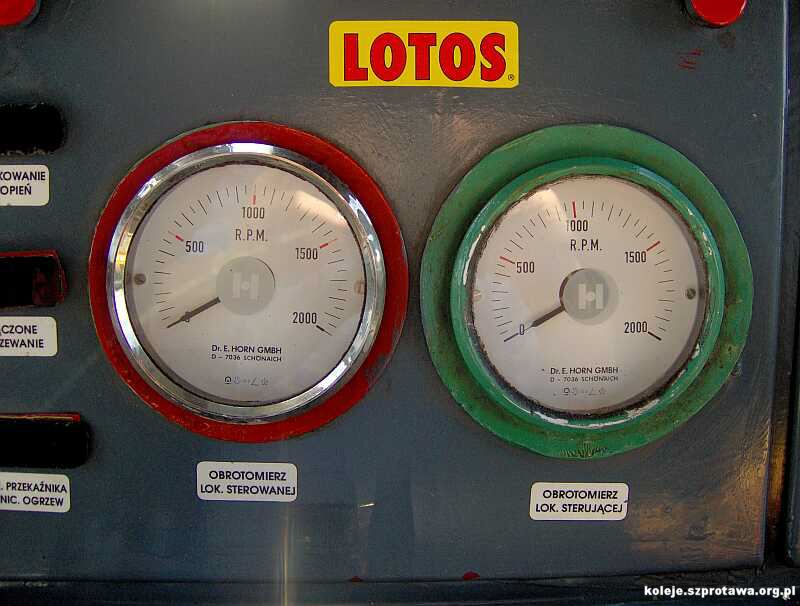 LOTOS
KOWANIE
OPIEŃ
ĄCZONE
ZEWANIE
. PRZEKAŹNIKA
NIC. OGRZEW
0
500
1000
1500
2000
R.P.M.
H
Dr. E. HORN GMBH
D - 7036 SCHÖNAICH
OBROTOMIERZ
LOK. STEROWANEJ
0
500
1000
1500
2000
R.P.M.
H
Dr. E. HORN GMBH
D - 7036 SCHÖNAICH
OBROTOMIERZ
LOK. STERUJĄCEJ
koleje.szprotawa.org.pl